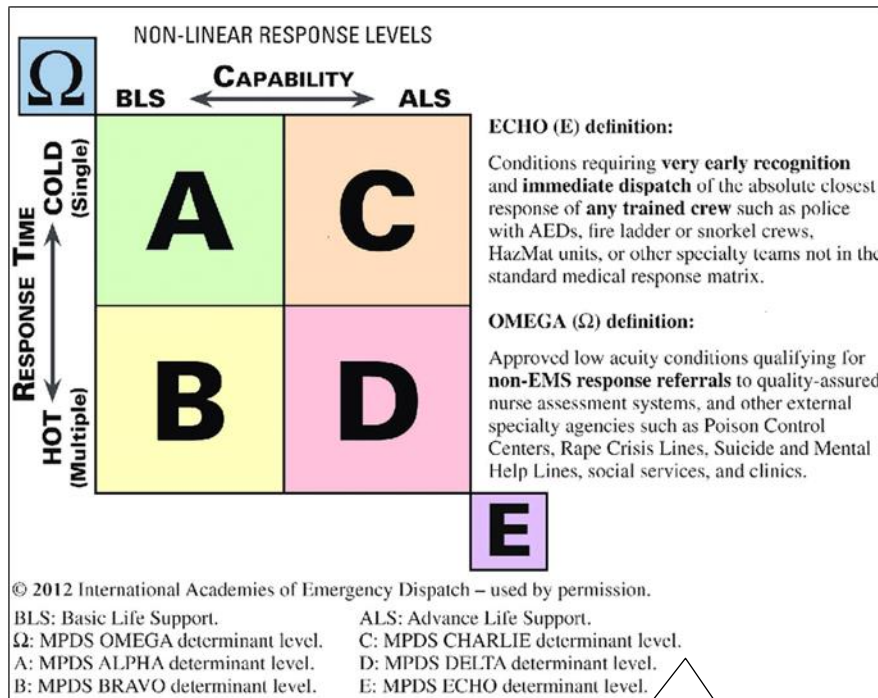 NON-LINEAR RESPONSE LEVELS
Ω
CAPABILITY
BLS
ALS
RESPONSE TIME
COLD
(Single)
HOT
(Multiple)
A
C
B
D
E
ECHO (E) definition:
Conditions requiring very early recognition
and immediate dispatch of the absolute closest
response of any trained crew such as police
with AEDs, fire ladder or snorkel crews,
HazMat units, or other specialty teams not in the
standard medical response matrix.
OMEGA (Ω) definition:
Approved low acuity conditions qualifying for
non-EMS response referrals to quality-assured
nurse assessment systems, and other external
specialty agencies such as Poison Control
Centers, Rape Crisis Lines, Suicide and Mental
Help Lines, social services, and clinics.
© 2012 International Academies of Emergency Dispatch – used by permission.
BLS: Basic Life Support.
Ω: MPDS OMEGA determinant level.
A: MPDS ALPHA determinant level.
B: MPDS BRAVO determinant level.
ALS: Advance Life Support.
C: MPDS CHARLIE determinant level.
D: MPDS DELTA determinant level.
E: MPDS ECHO determinant level.